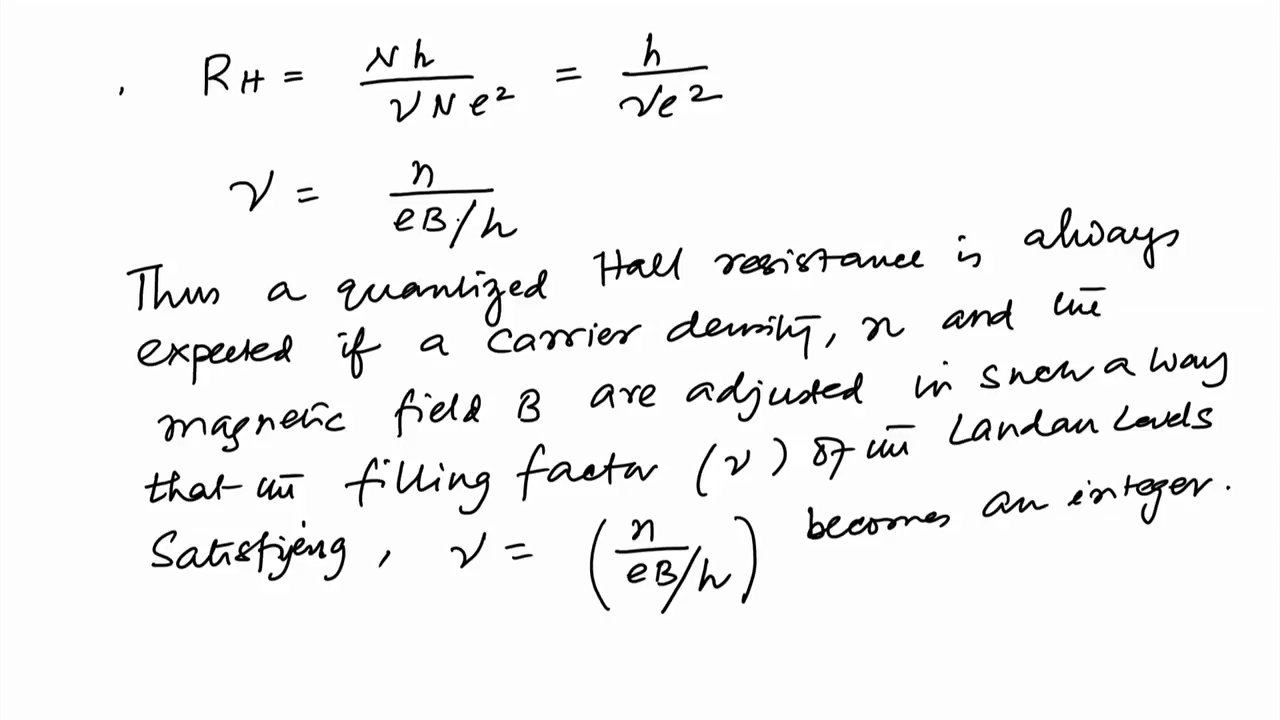 R_H = Nh / νNe² = h / νe²
ν = n / (eB/h)
Thus a quantized Hall resistance is always
expected if a carrier density, n and the
magnetic field B are adjusted in such a way
that the filling factor (ν) of the Landau Levels
Satisfying, ν = (n / (eB/h)) becomes an integer.